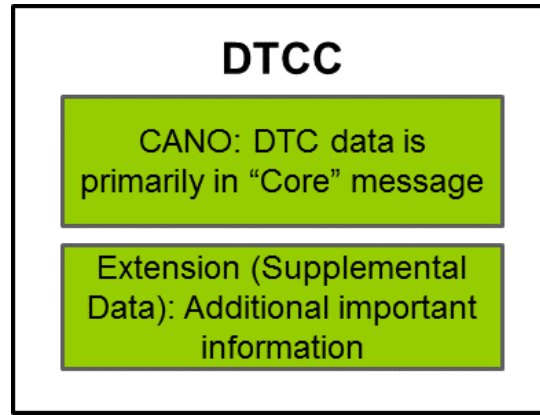 DTCC
CANO: DTC data is
primarily in “Core” message
Extension (Supplemental
Data): Additional important
information